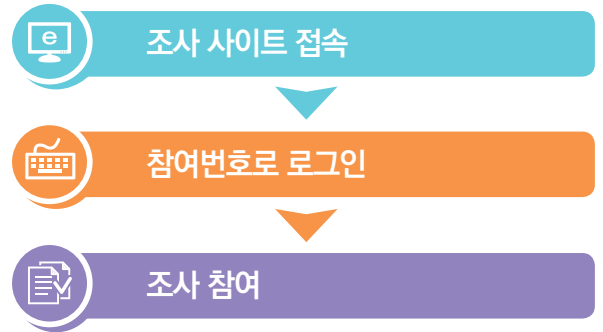 e
조사 사이트 접속
참여번호로 로그인
조사 참여